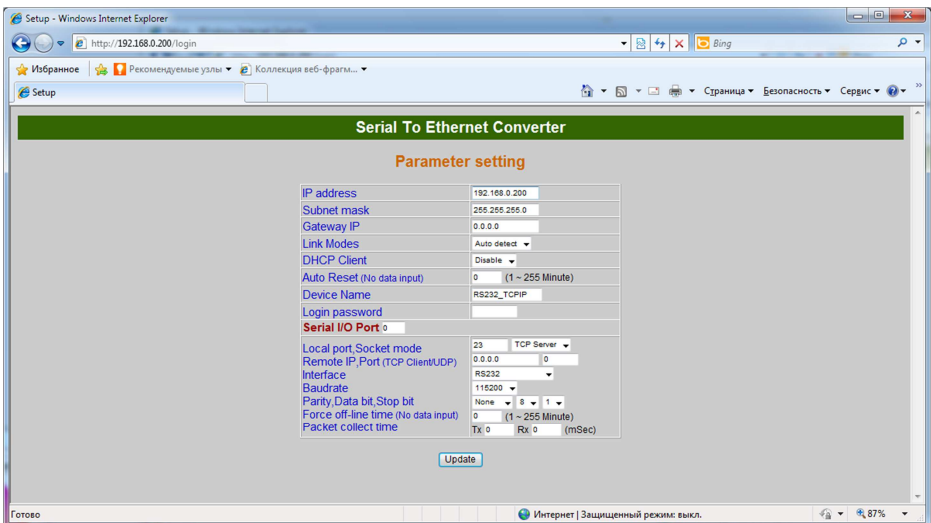 Setup - Windows Internet Explorer
http://192.168.0.200/login
Bing
Избранное Рекомендуемые узлы Коллекция веб-фрагм...
Setup Страница Безопасность Сервис
Serial To Ethernet Converter
Parameter setting
IP address 192.168.0.200
Subnet mask 255.255.255.0
Gateway IP 0.0.0.0
Link Modes Auto detect
DHCP Client Disable
Auto Reset (No data input) 0 (1 ~ 255 Minute)
Device Name RS232_TCPIP
Login password
Serial I/O Port 0
Local port,Socket mode 23 TCP Server
Remote IP,Port (TCP Client/UDP) 0.0.0.0 0
Interface RS232
Baudrate 115200
Parity,Data bit,Stop bit None 8 1
Force off-line time (No data input) 0 (1 ~ 255 Minute)
Packet collect time Tx 0 Rx 0 (mSec)
Update
Готово Интернет | Защищенный режим: выкл. 87%